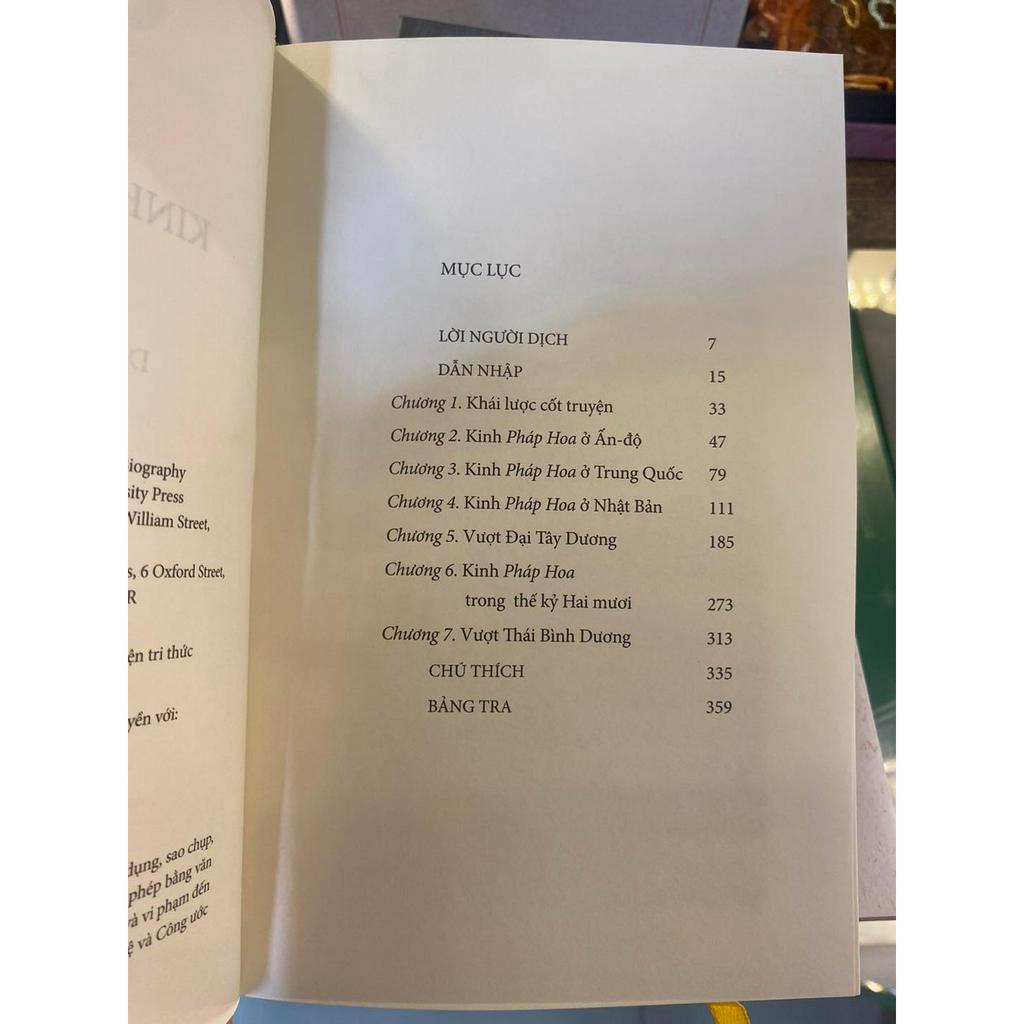 KINH
D
iography
sity Press
William Street,
s, 6 Oxford Street,
R
ện tri thức
yền với:
dụng, sao chụp,
phép bằng văn
và vi phạm đến
ệ và Công ước
MỤC LỤC
LỜI NGƯỜI DỊCH 7
DẪN NHẬP 15
Chương 1. Khái lược cốt truyện 33
Chương 2. Kinh Pháp Hoa ở Ấn-độ 47
Chương 3. Kinh Pháp Hoa ở Trung Quốc 79
Chương 4. Kinh Pháp Hoa ở Nhật Bản 111
Chương 5. Vượt Đại Tây Dương 185
Chương 6. Kinh Pháp Hoa
trong thế kỷ Hai mươi 273
Chương 7. Vượt Thái Bình Dương 313
CHÚ THÍCH 335
BẢNG TRA 359